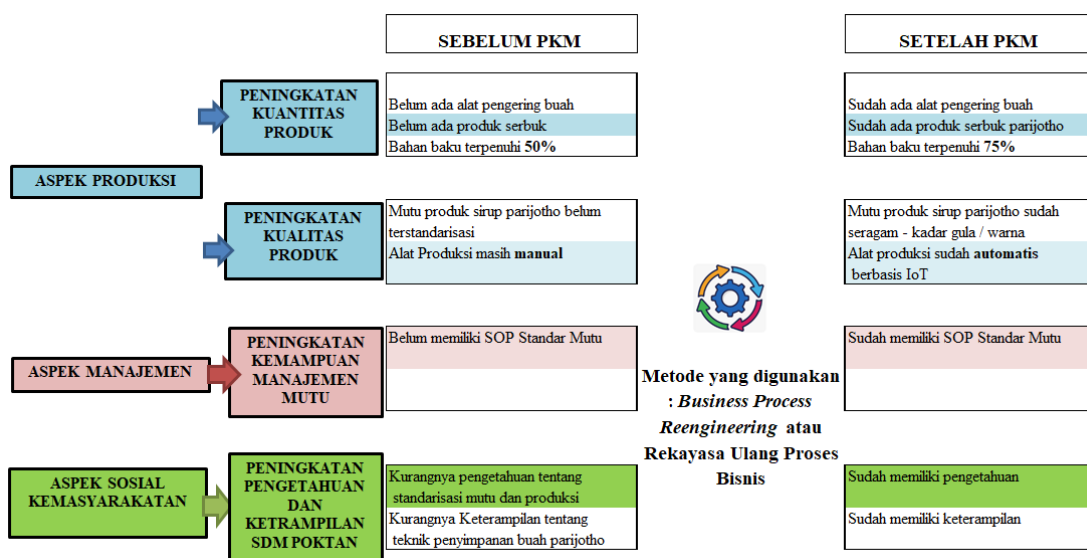 SEBELUM PKM
SETELAH PKM
ASPEK PRODUKSI
PENINGKATAN
KUANTITAS
PRODUK
Belum ada alat pengering buah
Belum ada produk serbuk
Bahan baku terpenuhi 50%
Sudah ada alat pengering buah
Sudah ada produk serbuk parijotho
Bahan baku terpenuhi 75%
PENINGKATAN
KUALITAS
PRODUK
Mutu produk sirup parijotho belum
terstandarisasi
Alat Produksi masih manual
Mutu produk sirup parijotho sudah
seragam - kadar gula / warna
Alat produksi sudah automatis
berbasis IoT
ASPEK MANAJEMEN
PENINGKATAN
KEMAMPUAN
MANAJEMEN
MUTU
Belum memiliki SOP Standar Mutu
Sudah memiliki SOP Standar Mutu
Metode yang digunakan
: Business Process
Reengineering atau
Rekayasa Ulang Proses
Bisnis
ASPEK SOSIAL
KEMASYARAKATAN
PENINGKATAN
PENGETAHUAN
DAN
KETRAMPILAN
SDM POKTAN
Kurangnya pengetahuan tentang
standarisasi mutu dan produksi
Kurangnya Keterampilan tentang
teknik penyimpanan buah parijotho
Sudah memiliki pengetahuan
Sudah memiliki keterampilan